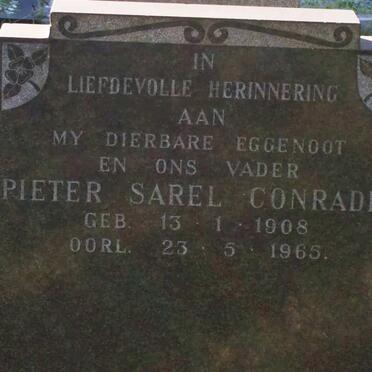 IN
LIEFDEVOLLE HERINNERING
AAN
MY DIERBARE EGGENOOT
EN ONS VADER
PIETER SAREL CONRADI
GEB. 13 · 1 · 1908
OORL. 23 · 5 · 1965.